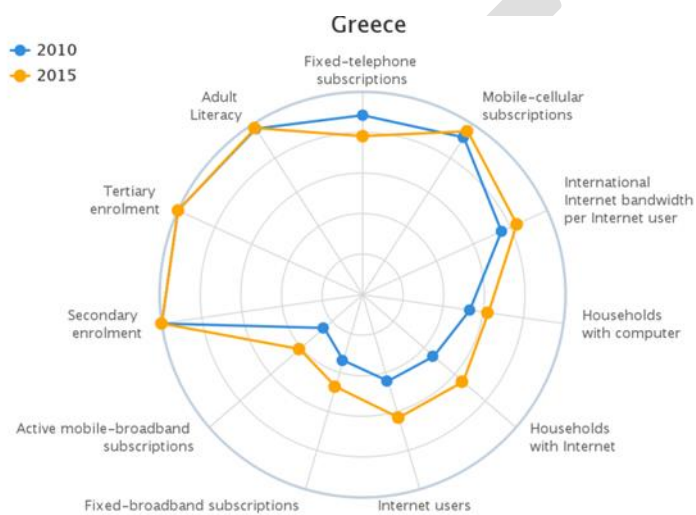 Greece
2010
2015
Fixed-telephone
subscriptions
Mobile-cellular
subscriptions
International
Internet bandwidth
per Internet user
Households
with computer
Households
with Internet
Internet users
Fixed-broadband subscriptions
Active mobile-broadband
subscriptions
Secondary
enrolment
Tertiary
enrolment
Adult
Literacy